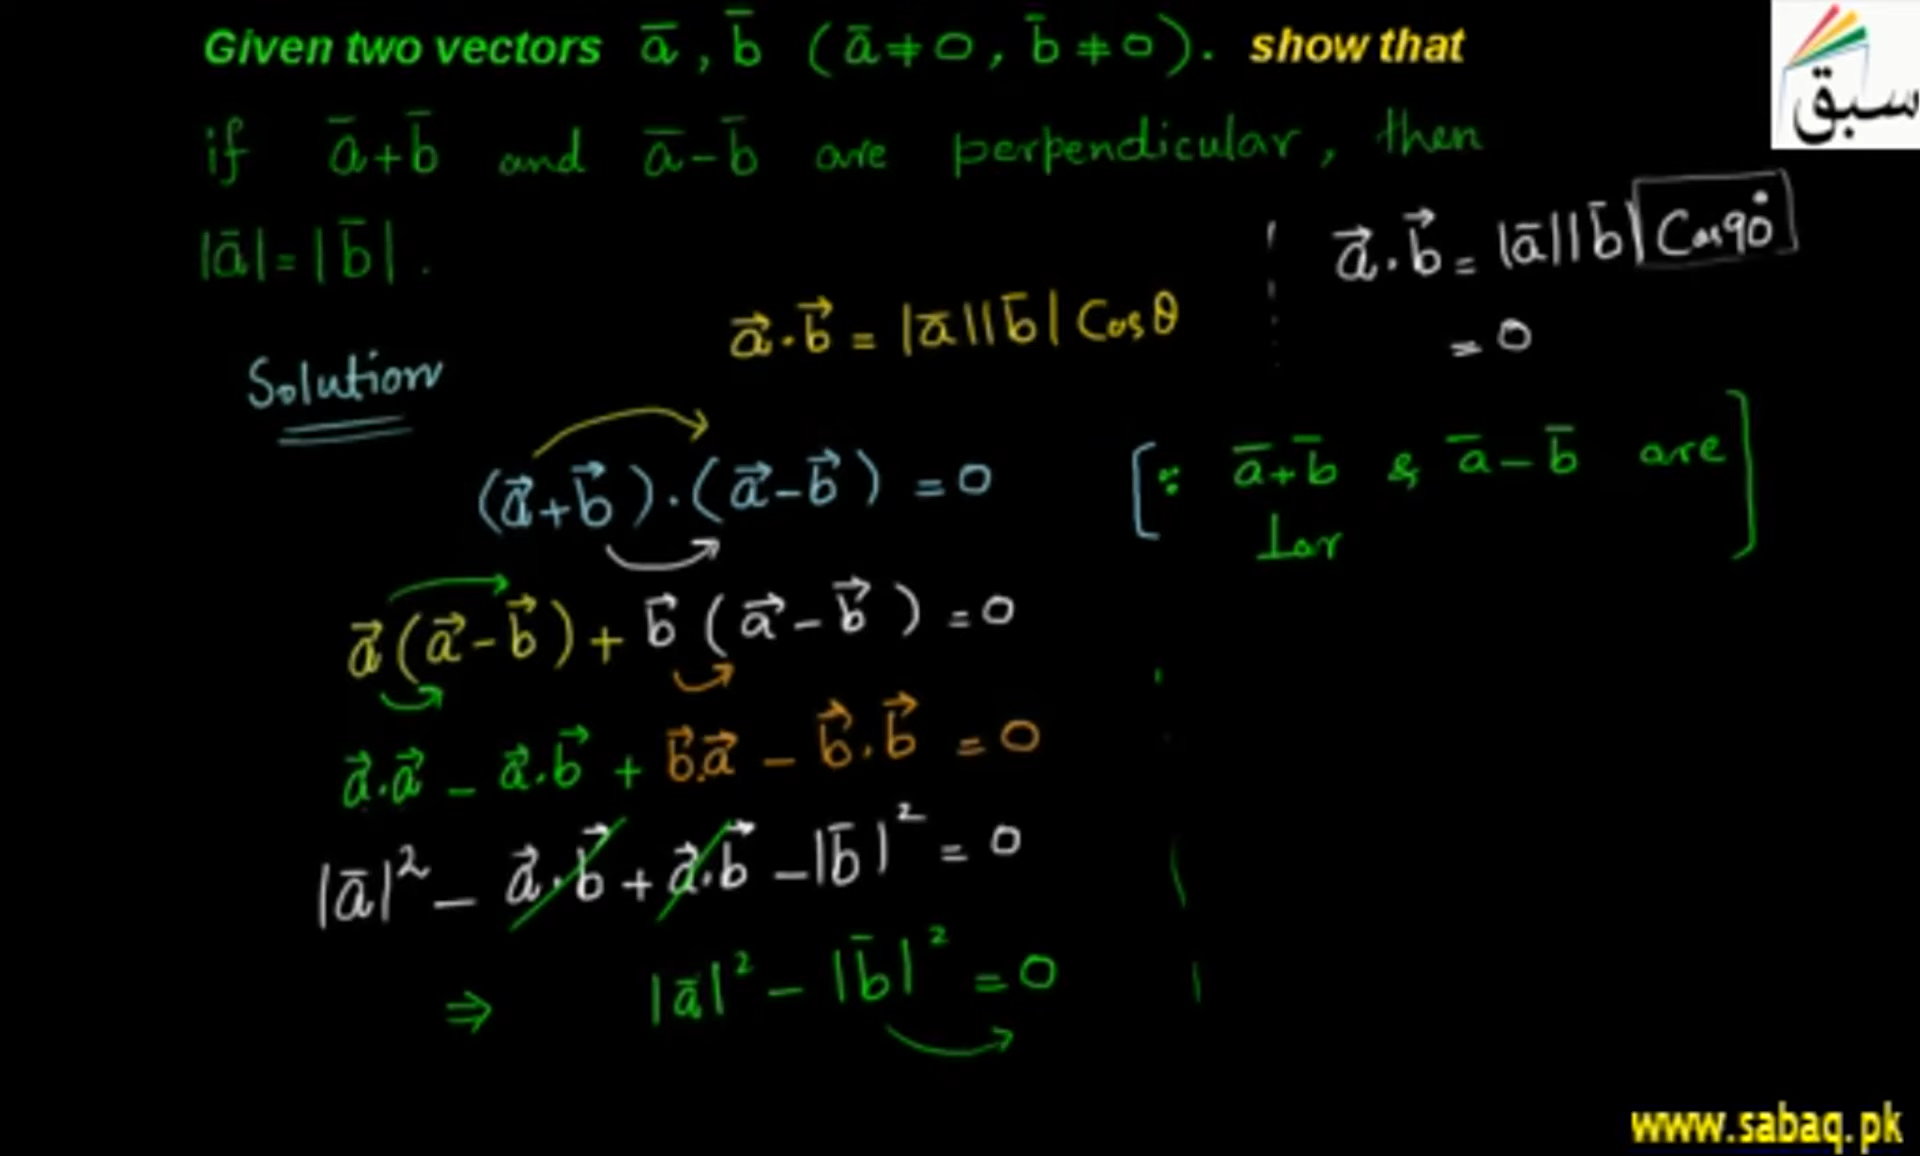 Given two vectors a̅, b̅ (a̅≠0, b̅≠0). show that
if a̅+b̅ and a̅-b̅ are perpendicular, then
|a̅|=|b̅|.
سبق
a⃗.b⃗ = |a̅||b̅| Cos90°
= 0
a⃗.b⃗ = |a̅||b̅| Cosθ
Solution
(a⃗+b⃗).(a⃗-b⃗) = 0 [∵ a̅+b̅ & a̅-b̅ are
⊥ar]
a⃗(a⃗-b⃗) + b⃗(a⃗-b⃗) = 0
a⃗.a⃗ - a⃗.b⃗ + b⃗.a⃗ - b⃗.b⃗ = 0
|a̅|² - a⃗.b⃗ + a⃗.b⃗ - |b̅|² = 0
⇒ |a̅|² - |b̅|² = 0
www.sabaq.pk